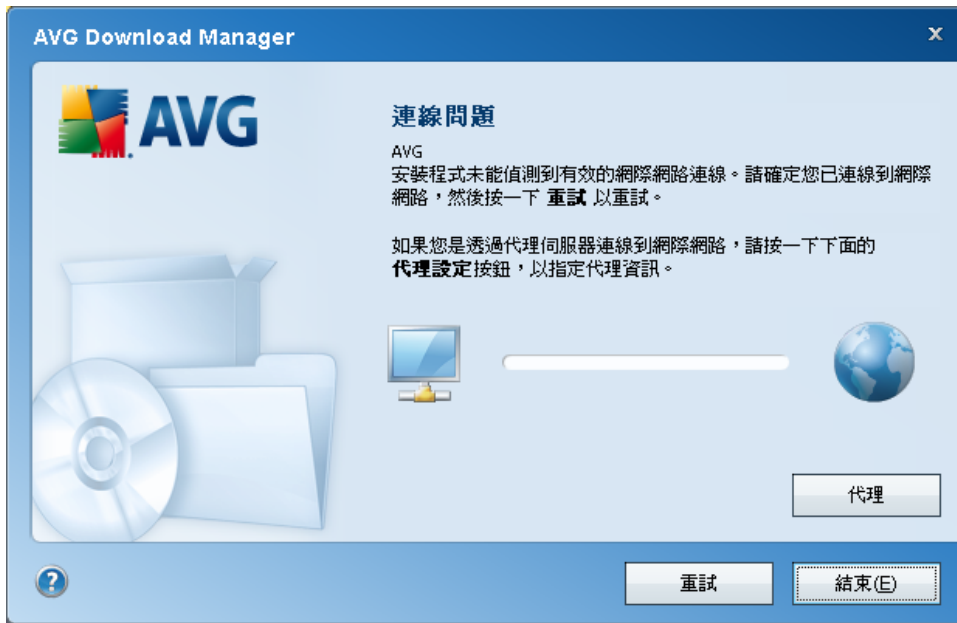 AVG Download Manager
x
AVG
連線問題
AVG
安裝程式未能偵測到有效的網際網路連線。請確定您已連線到網際
網路，然後按一下 重試 以重試。
如果您是透過代理伺服器連線到網際網路，請按一下下面的
代理設定按鈕，以指定代理資訊。
代理
?
重試
結束(E)